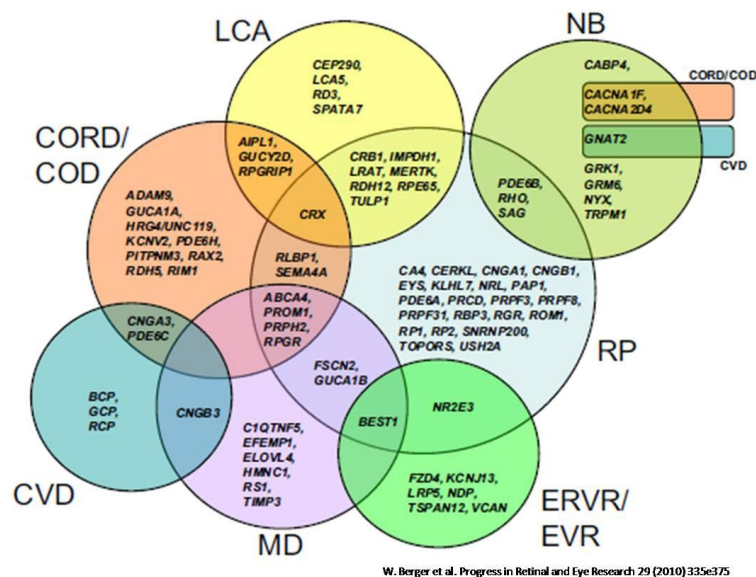 LCA
CEP290,
LCA5,
RD3,
SPATA7
NB
CABP4,
CORD/COD
CACNA1F,
CACNA2D4
GNAT2
CVD
GRK1,
GRM6,
NYX,
TRPM1
CORD/
COD
AIPL1,
GUCY2D,
RPGRIP1
CRB1, IMPDH1,
LRAT, MERTK,
RDH12, RPE65,
TULP1
PDE6B,
RHO,
SAG
ADAM9,
GUCA1A,
HRG4/UNC119,
KCNV2, PDE6H,
PITPNM3, RAX2,
RDH5, RIM1
CRX
RLBP1,
SEMA4A
CA4, CERKL, CNGA1, CNGB1,
EYS, KLHL7, NRL, PAP1,
PDE6A, PRCD, PRPF3, PRPF8,
PRPF31, RBP3, RGR, ROM1,
RP1, RP2, SNRNP200,
TOPORS, USH2A
RP
ABCA4,
PROM1,
PRPH2,
RPGR
CNGA3,
PDE6C
FSCN2,
GUCA1B
BCP,
GCP,
RCP
CNGB3
BEST1
NR2E3
C1QTNF5,
EFEMP1,
ELOVL4,
HMNC1,
RS1,
TIMP3
FZD4, KCNJ13,
LRP5, NDP,
TSPAN12, VCAN
CVD
MD
ERVR/
EVR
W. Berger et al. Progress in Retinal and Eye Research 29 (2010) 335e375